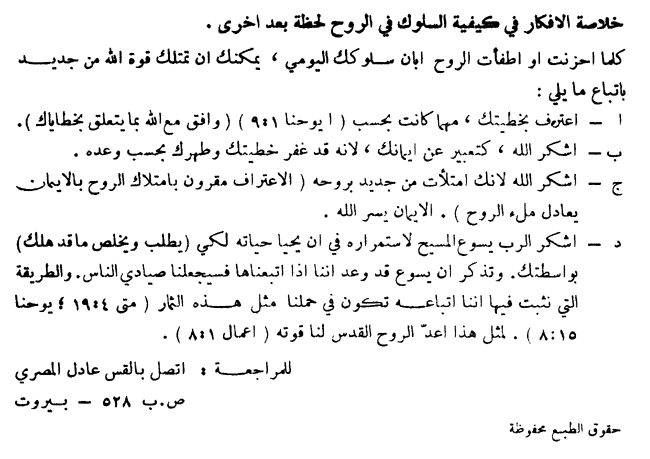 خلاصة الافكار في كيفية السلوك في الروح لحظة بعد اخرى .
كلما احزنت او اطفأت الروح ابان سلوكك اليومي ، يمكنك ان تمتلك قوة الله من جديد
باتباع ما يلي :
ا – اعترف بخطيتك ، مهما كانت بحسب ( ١ يوحنا ١:٩ ) ( وافق مع الله بما يتعلق بخطاياك ).
ب – اشكر الله ، كتعبير عن ايمانك ، لانه قد غفر خطيتك وطهرك بحسب وعده .
ج – اشكر الله لانك امتلأت من جديد بروحه ( الاعتراف مقرون بامتلاك الروح بالايمان
يعادل ملء الروح ) . الايمان يسر الله .
د – اشكر الرب يسوع المسيح لاستمراره في ان يحيا حياته لكي (يطلب ويخلص ما قد هلك)
بواسطتك. وتذكر ان يسوع قد وعد اننا اذا اتبعناها فسيجعلنا صيادي الناس. والطريقة
التي نثبت فيها اننا اتباعه تكون في حملنا مثل هذه الثمار ( متى ٤:١٩ ؛ يوحنا
١٥:٨ ) . لمثل هذا اعدّ الروح القدس لنا قوته ( اعمال ١:٨ ) .
للمراجعة : اتصل بالقس عادل المصري
ص.ب ٥٢٨ – بيروت
حقوق الطبع محفوظة